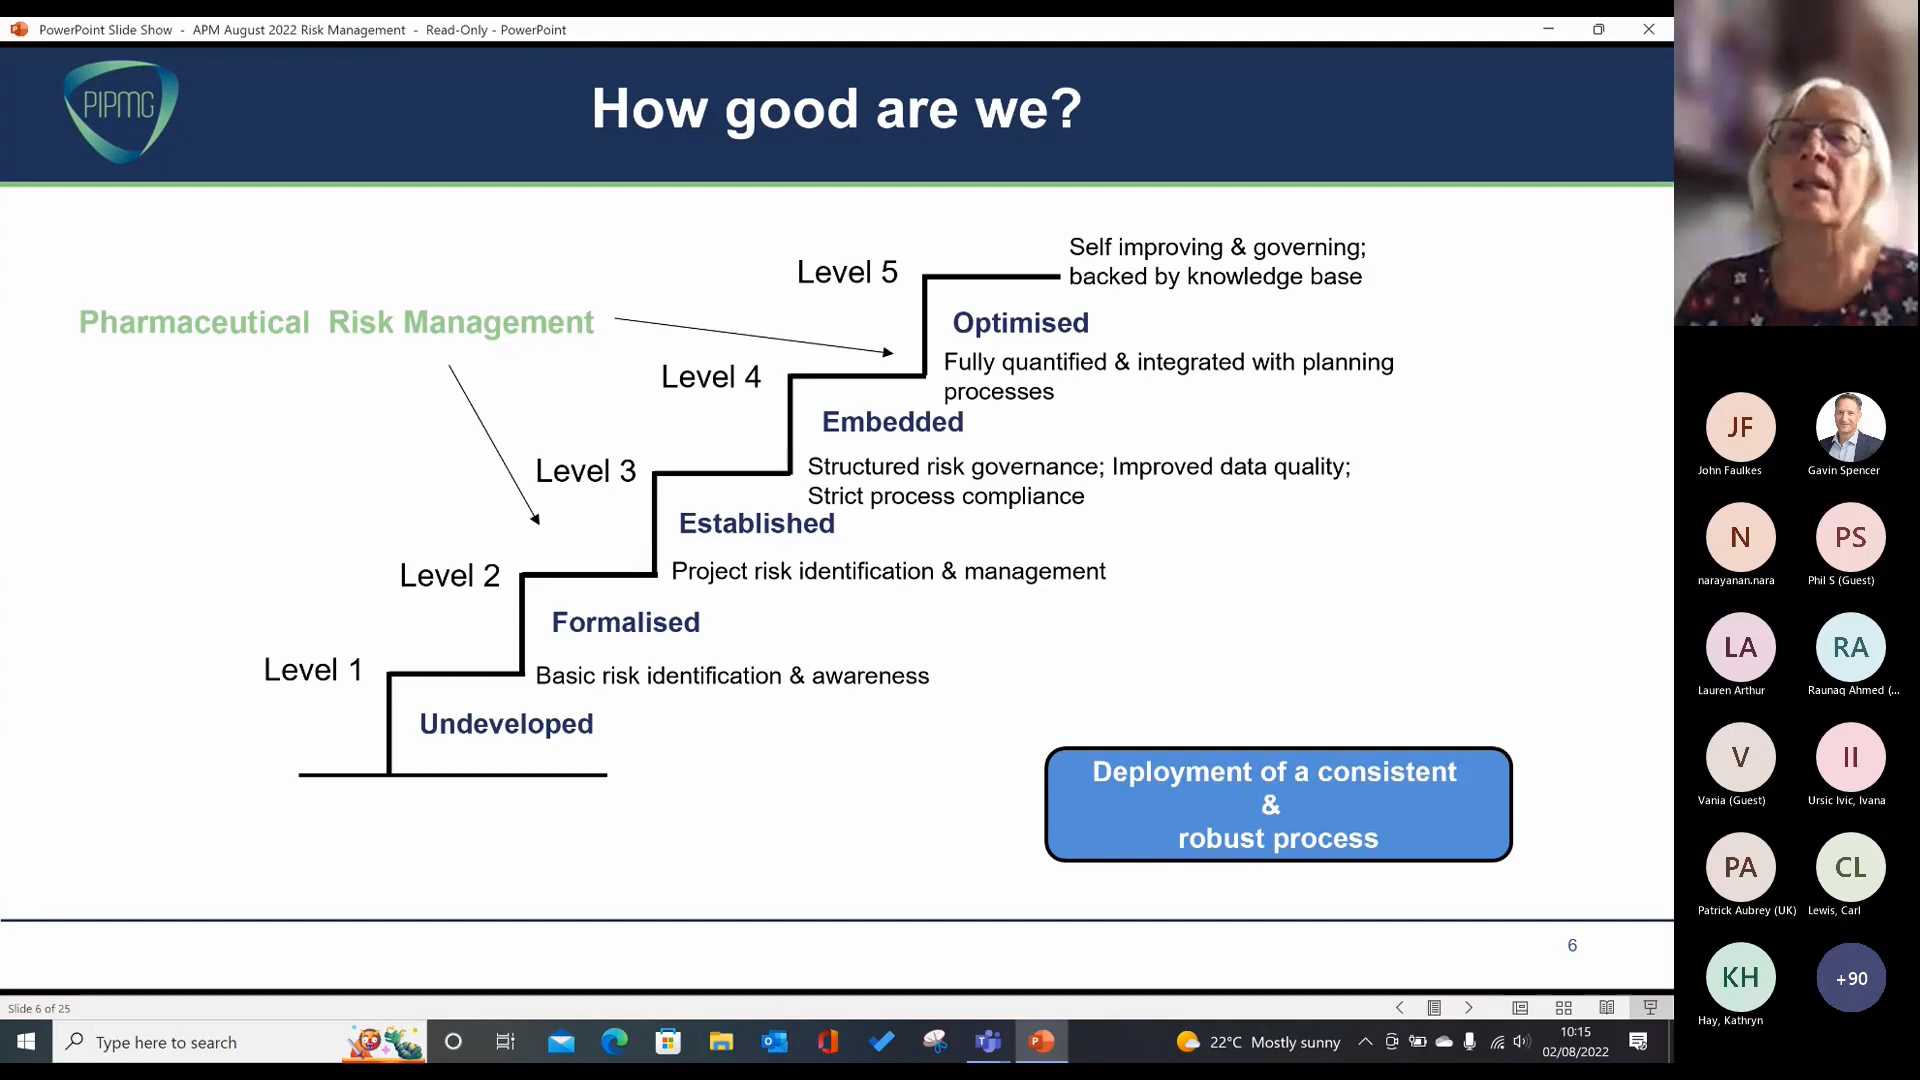 PowerPoint Slide Show - APM August 2022 Risk Management - Read-Only - PowerPoint
PIPMG
How good are we?
Self improving & governing;
backed by knowledge base
Level 5
Pharmaceutical Risk Management
Optimised
Fully quantified & integrated with planning
processes
Level 4
Embedded
Structured risk governance; Improved data quality;
Strict process compliance
Level 3
Established
Project risk identification & management
Level 2
Formalised
Basic risk identification & awareness
Level 1
Undeveloped
Deployment of a consistent
&
robust process
6
Slide 6 of 25
Type here to search
22°C Mostly sunny
10:15
02/08/2022
JF
John Faulkes
Gavin Spencer
N
narayanan.nara
PS
Phil S (Guest)
LA
Lauren Arthur
RA
Raunaq Ahmed (...
V
Vania (Guest)
II
Ursic Ivic, Ivana
PA
Patrick Aubrey (UK)
CL
Lewis, Carl
KH
Hay, Kathryn
+90